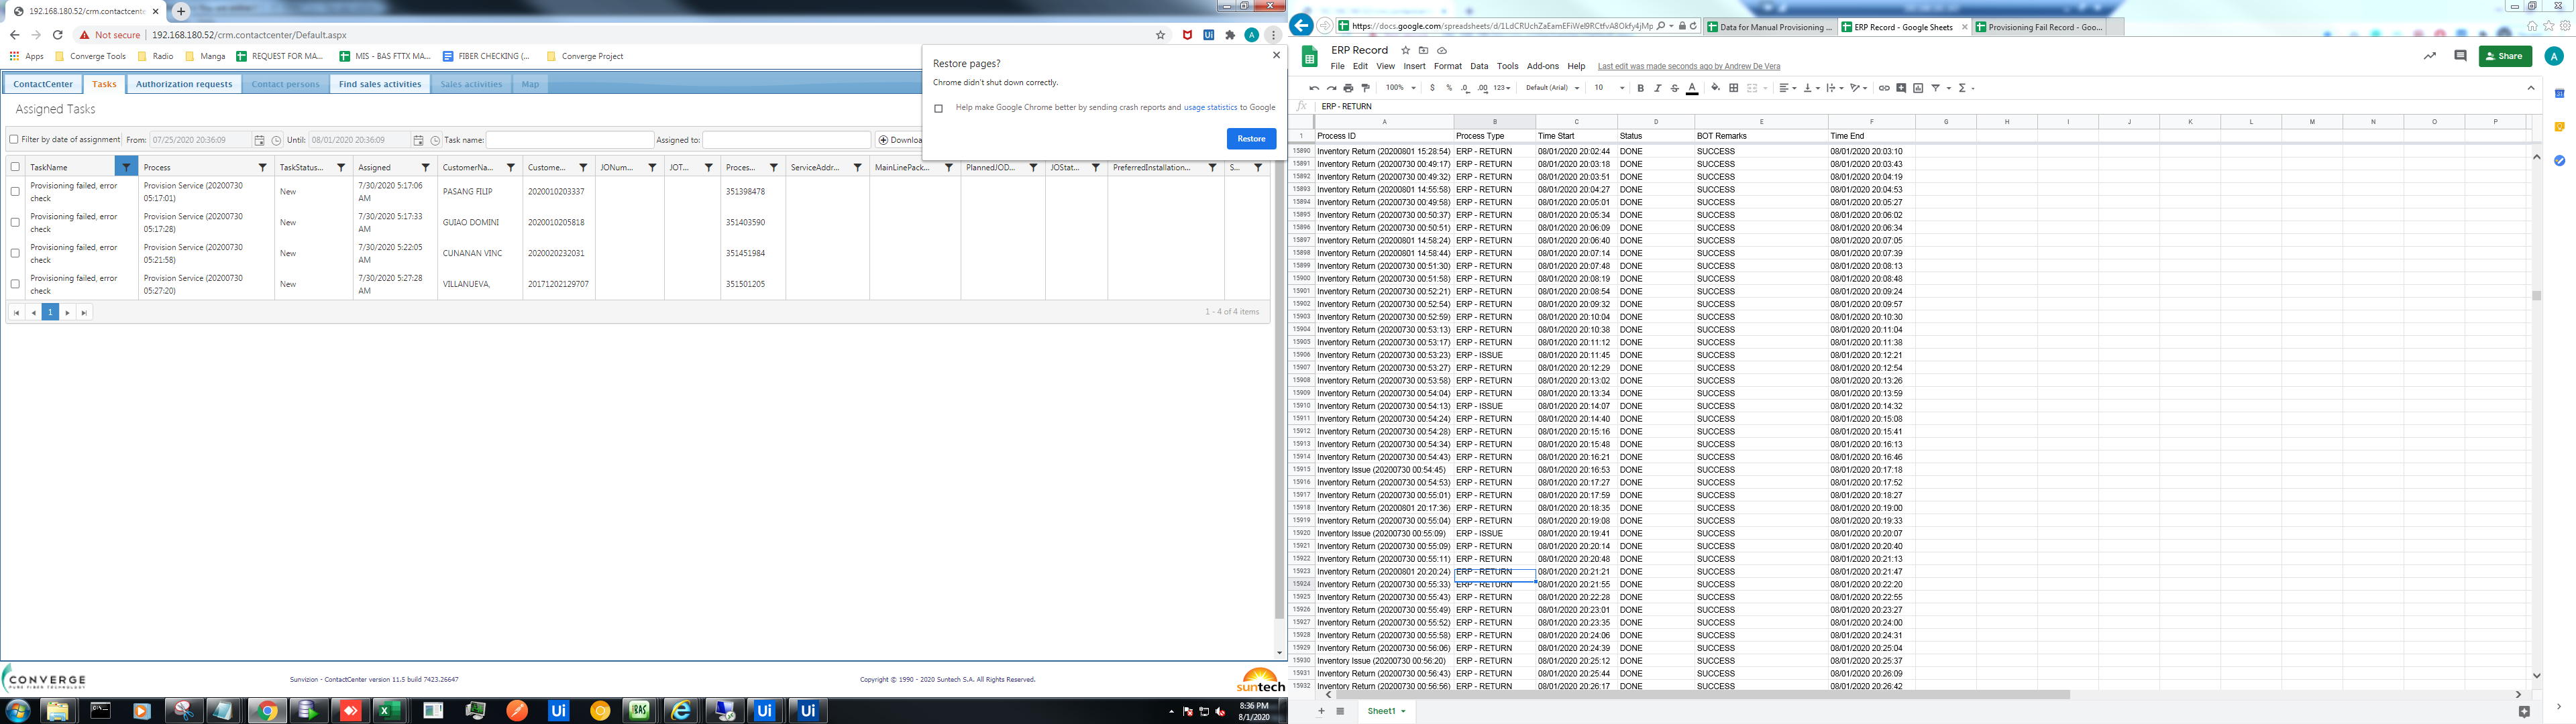 192.168.180.52/crm.contactcente
Not secure | 192.168.180.52/crm.contactcenter/Default.aspx
Apps Converge Tools Radio Manga REQUEST FOR MA... MIS - BAS FTTX MA... FIBER CHECKING (... Converge Project
ContactCenter Tasks Authorization requests Contact persons Find sales activities Sales activities Map
Assigned Tasks
Filter by date of assignment From: 07/25/2020 20:36:09 Until: 08/01/2020 20:36:09 Task name: Assigned to: Downloa
Restore pages?
Chrome didn't shut down correctly.
Help make Google Chrome better by sending crash reports and usage statistics to Google
Restore
TaskName Process TaskStatus... Assigned CustomerNa... Custome... JONum... JOT... Proces... ServiceAddr... MainLinePack... PlannedJOD... JOStat... PreferredInstallation... S...
Provisioning failed, error check Provision Service (20200730 05:17:01) New 7/30/2020 5:17:06 AM PASANG FILIP 2020010203337 351398478
Provisioning failed, error check Provision Service (20200730 05:17:28) New 7/30/2020 5:17:33 AM GUIAO DOMINI 2020010205818 351403590
Provisioning failed, error check Provision Service (20200730 05:21:58) New 7/30/2020 5:22:05 AM CUNANAN VINC 2020020232031 351451984
Provisioning failed, error check Provision Service (20200730 05:27:20) New 7/30/2020 5:27:28 AM VILLANUEVA, 20171202129707 351501205
1
1 - 4 of 4 items
CONVERGE
PURE FIBER TECHNOLOGY
Sunvizion - ContactCenter version 11.5 build 7423.26647
Copyright © 1990 - 2020 Suntech S.A. All Rights Reserved.
suntech
8:36 PM
8/1/2020
Data for Manual Provisioning ... ERP Record - Google Sheets Provisioning Fail Record - Goo...
ERP Record
File Edit View Insert Format Data Tools Add-ons Help Last edit was made seconds ago by Andrew De Vera
Share
100% $ % .0 .00 123 Default (Arial) 10 B I S A
fx ERP - RETURN
A B C D E F G H I J K L M N O P
1 Process ID Process Type Time Start Status BOT Remarks Time End
15890 Inventory Return (20200801 15:28:54) ERP - RETURN 08/01/2020 20:02:44 DONE SUCCESS 08/01/2020 20:03:10
15891 Inventory Return (20200730 00:49:17) ERP - RETURN 08/01/2020 20:03:18 DONE SUCCESS 08/01/2020 20:03:43
15892 Inventory Return (20200730 00:49:32) ERP - RETURN 08/01/2020 20:03:51 DONE SUCCESS 08/01/2020 20:04:19
15893 Inventory Return (20200801 14:55:58) ERP - RETURN 08/01/2020 20:04:27 DONE SUCCESS 08/01/2020 20:04:53
15894 Inventory Return (20200730 00:49:58) ERP - RETURN 08/01/2020 20:05:01 DONE SUCCESS 08/01/2020 20:05:27
15895 Inventory Return (20200730 00:50:37) ERP - RETURN 08/01/2020 20:05:34 DONE SUCCESS 08/01/2020 20:06:02
15896 Inventory Return (20200730 00:50:51) ERP - RETURN 08/01/2020 20:06:09 DONE SUCCESS 08/01/2020 20:06:34
15897 Inventory Return (20200801 14:58:24) ERP - RETURN 08/01/2020 20:06:40 DONE SUCCESS 08/01/2020 20:07:05
15898 Inventory Return (20200801 14:58:44) ERP - RETURN 08/01/2020 20:07:14 DONE SUCCESS 08/01/2020 20:07:39
15899 Inventory Return (20200730 00:51:30) ERP - RETURN 08/01/2020 20:07:48 DONE SUCCESS 08/01/2020 20:08:13
15900 Inventory Return (20200730 00:51:58) ERP - RETURN 08/01/2020 20:08:19 DONE SUCCESS 08/01/2020 20:08:48
15901 Inventory Return (20200730 00:52:21) ERP - RETURN 08/01/2020 20:08:54 DONE SUCCESS 08/01/2020 20:09:24
15902 Inventory Return (20200730 00:52:54) ERP - RETURN 08/01/2020 20:09:32 DONE SUCCESS 08/01/2020 20:09:57
15903 Inventory Return (20200730 00:52:59) ERP - RETURN 08/01/2020 20:10:04 DONE SUCCESS 08/01/2020 20:10:30
15904 Inventory Return (20200730 00:53:13) ERP - RETURN 08/01/2020 20:10:38 DONE SUCCESS 08/01/2020 20:11:04
15905 Inventory Return (20200730 00:53:17) ERP - RETURN 08/01/2020 20:11:12 DONE SUCCESS 08/01/2020 20:11:38
15906 Inventory Return (20200730 00:53:23) ERP - ISSUE 08/01/2020 20:11:45 DONE SUCCESS 08/01/2020 20:12:21
15907 Inventory Return (20200730 00:53:27) ERP - RETURN 08/01/2020 20:12:29 DONE SUCCESS 08/01/2020 20:12:54
15908 Inventory Return (20200730 00:53:58) ERP - RETURN 08/01/2020 20:13:02 DONE SUCCESS 08/01/2020 20:13:26
15909 Inventory Return (20200730 00:54:04) ERP - RETURN 08/01/2020 20:13:34 DONE SUCCESS 08/01/2020 20:13:59
15910 Inventory Return (20200730 00:54:13) ERP - ISSUE 08/01/2020 20:14:07 DONE SUCCESS 08/01/2020 20:14:32
15911 Inventory Return (20200730 00:54:24) ERP - RETURN 08/01/2020 20:14:40 DONE SUCCESS 08/01/2020 20:15:08
15912 Inventory Return (20200730 00:54:28) ERP - RETURN 08/01/2020 20:15:16 DONE SUCCESS 08/01/2020 20:15:41
15913 Inventory Return (20200730 00:54:34) ERP - RETURN 08/01/2020 20:15:48 DONE SUCCESS 08/01/2020 20:16:13
15914 Inventory Return (20200730 00:54:43) ERP - RETURN 08/01/2020 20:16:21 DONE SUCCESS 08/01/2020 20:16:46
15915 Inventory Issue (20200730 00:54:45) ERP - RETURN 08/01/2020 20:16:53 DONE SUCCESS 08/01/2020 20:17:18
15916 Inventory Return (20200730 00:54:53) ERP - RETURN 08/01/2020 20:17:27 DONE SUCCESS 08/01/2020 20:17:52
15917 Inventory Return (20200730 00:55:01) ERP - RETURN 08/01/2020 20:17:59 DONE SUCCESS 08/01/2020 20:18:27
15918 Inventory Return (20200801 20:17:36) ERP - RETURN 08/01/2020 20:18:35 DONE SUCCESS 08/01/2020 20:19:00
15919 Inventory Return (20200730 00:55:04) ERP - RETURN 08/01/2020 20:19:08 DONE SUCCESS 08/01/2020 20:19:33
15920 Inventory Issue (20200730 00:55:09) ERP - ISSUE 08/01/2020 20:19:41 DONE SUCCESS 08/01/2020 20:20:07
15921 Inventory Return (20200730 00:55:09) ERP - RETURN 08/01/2020 20:20:14 DONE SUCCESS 08/01/2020 20:20:40
15922 Inventory Return (20200730 00:55:11) ERP - RETURN 08/01/2020 20:20:48 DONE SUCCESS 08/01/2020 20:21:13
15923 Inventory Return (20200801 20:20:24) ERP - RETURN 08/01/2020 20:21:21 DONE SUCCESS 08/01/2020 20:21:47
15924 Inventory Return (20200730 00:55:33) ERP - RETURN 08/01/2020 20:21:55 DONE SUCCESS 08/01/2020 20:22:20
15925 Inventory Return (20200730 00:55:43) ERP - RETURN 08/01/2020 20:22:28 DONE SUCCESS 08/01/2020 20:22:55
15926 Inventory Return (20200730 00:55:49) ERP - RETURN 08/01/2020 20:23:01 DONE SUCCESS 08/01/2020 20:23:27
15927 Inventory Return (20200730 00:55:52) ERP - RETURN 08/01/2020 20:23:35 DONE SUCCESS 08/01/2020 20:24:00
15928 Inventory Return (20200730 00:55:58) ERP - RETURN 08/01/2020 20:24:06 DONE SUCCESS 08/01/2020 20:24:31
15929 Inventory Return (20200730 00:56:06) ERP - RETURN 08/01/2020 20:24:39 DONE SUCCESS 08/01/2020 20:25:04
15930 Inventory Issue (20200730 00:56:20) ERP - ISSUE 08/01/2020 20:25:12 DONE SUCCESS 08/01/2020 20:25:37
15931 Inventory Return (20200730 00:56:43) ERP - RETURN 08/01/2020 20:25:44 DONE SUCCESS 08/01/2020 20:26:09
15932 Inventory Return (20200730 00:56:56) ERP - RETURN 08/01/2020 20:26:17 DONE SUCCESS 08/01/2020 20:26:42
Sheet1